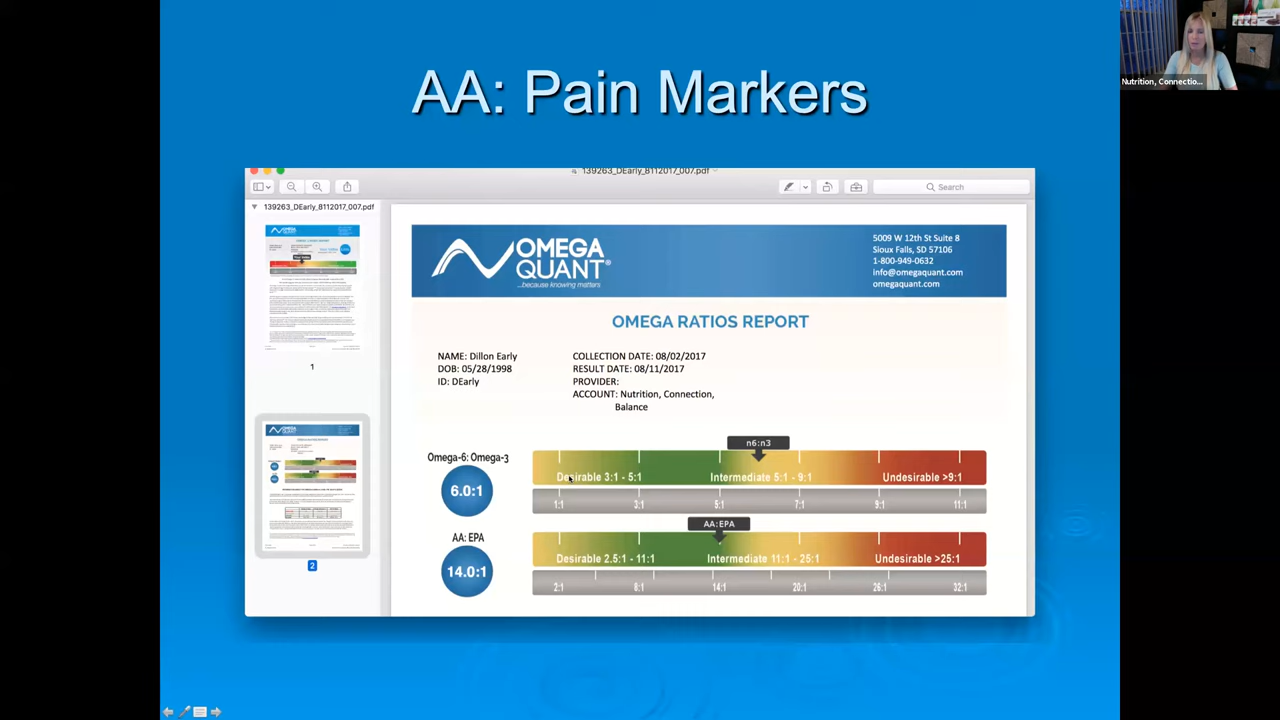 AA: Pain Markers
Nutrition, Connectio...
139263_DEarly_8112017_007.pdf
Search
139263_DEarly_8112017_007.pdf
1
2
OMEGA
QUANT®
...because knowing matters
5009 W 12th St Suite 8
Sioux Falls, SD 57106
1-800-949-0632
info@omegaquant.com
omegaquant.com
OMEGA RATIOS REPORT
NAME: Dillon Early
DOB: 05/28/1998
ID: DEarly
COLLECTION DATE: 08/02/2017
RESULT DATE: 08/11/2017
PROVIDER:
ACCOUNT: Nutrition, Connection,
Balance
Omega-6: Omega-3
6.0:1
n6:n3
Desirable 3:1 - 5:1 Intermediate 5:1 - 9:1 Undesirable >9:1
1:1 3:1 5:1 7:1 9:1 11:1
AA: EPA
14.0:1
AA:EPA
Desirable 2.5:1 - 11:1 Intermediate 11:1 - 25:1 Undesirable >25:1
2:1 8:1 14:1 20:1 26:1 32:1